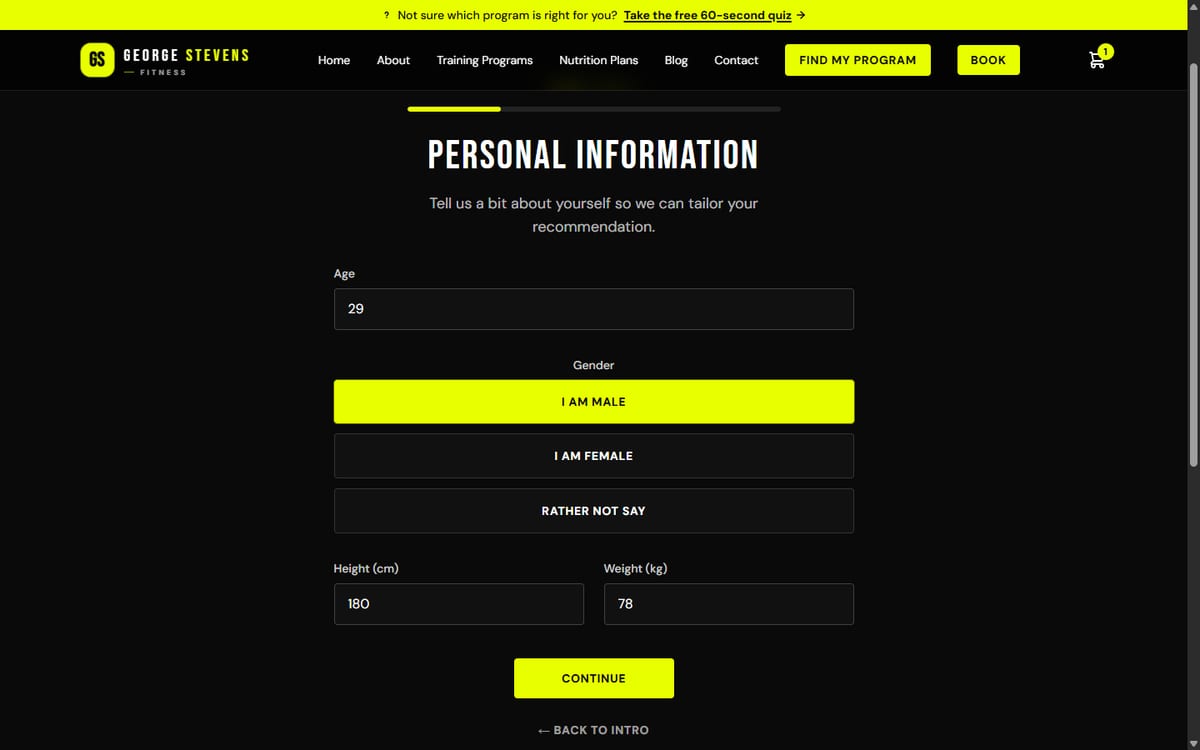 ? Not sure which program is right for you? Take the free 60-second quiz →
GS GEORGE STEVENS
— FITNESS
Home About Training Programs Nutrition Plans Blog Contact FIND MY PROGRAM BOOK 1
PERSONAL INFORMATION
Tell us a bit about yourself so we can tailor your
recommendation.
Age
29
Gender
I AM MALE
I AM FEMALE
RATHER NOT SAY
Height (cm) Weight (kg)
180 78
CONTINUE
← BACK TO INTRO